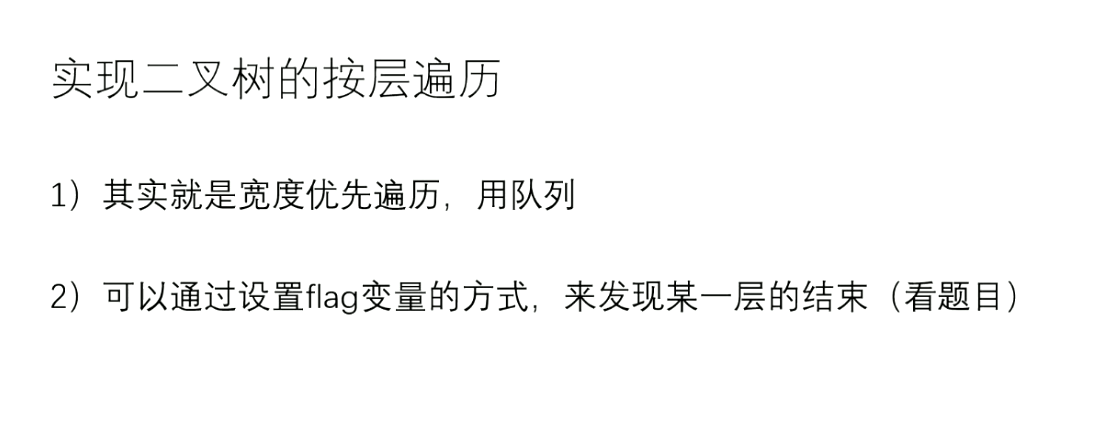 实现二叉树的按层遍历
1）其实就是宽度优先遍历，用队列
2）可以通过设置flag变量的方式，来发现某一层的结束（看题目）